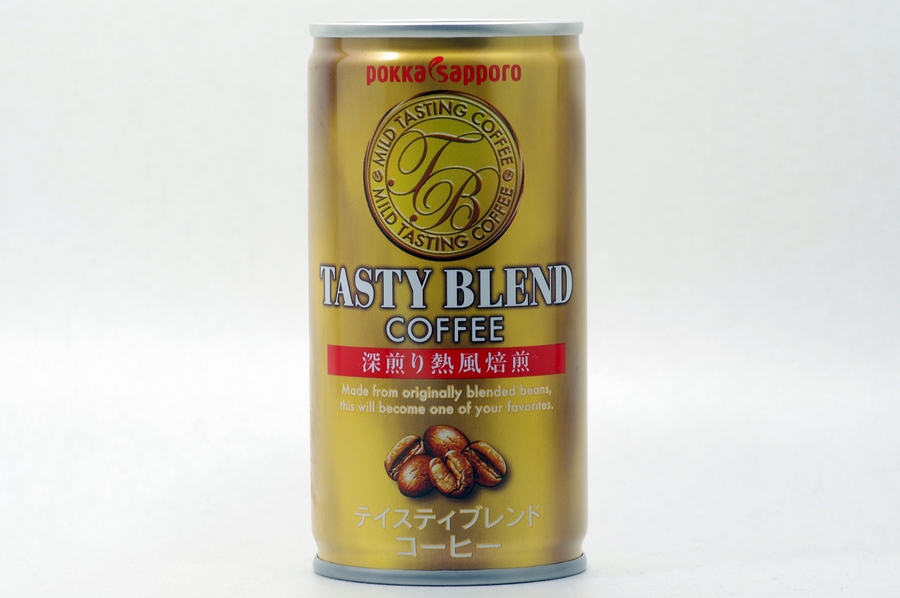 pokka sapporo
MILD TASTING COFFEE
TB
MILD TASTING COFFEE
TASTY BLEND
COFFEE
深煎り熱風焙煎
Made from originally blended beans,
this will become one of your favorites.
テイスティブレンド
コーヒー